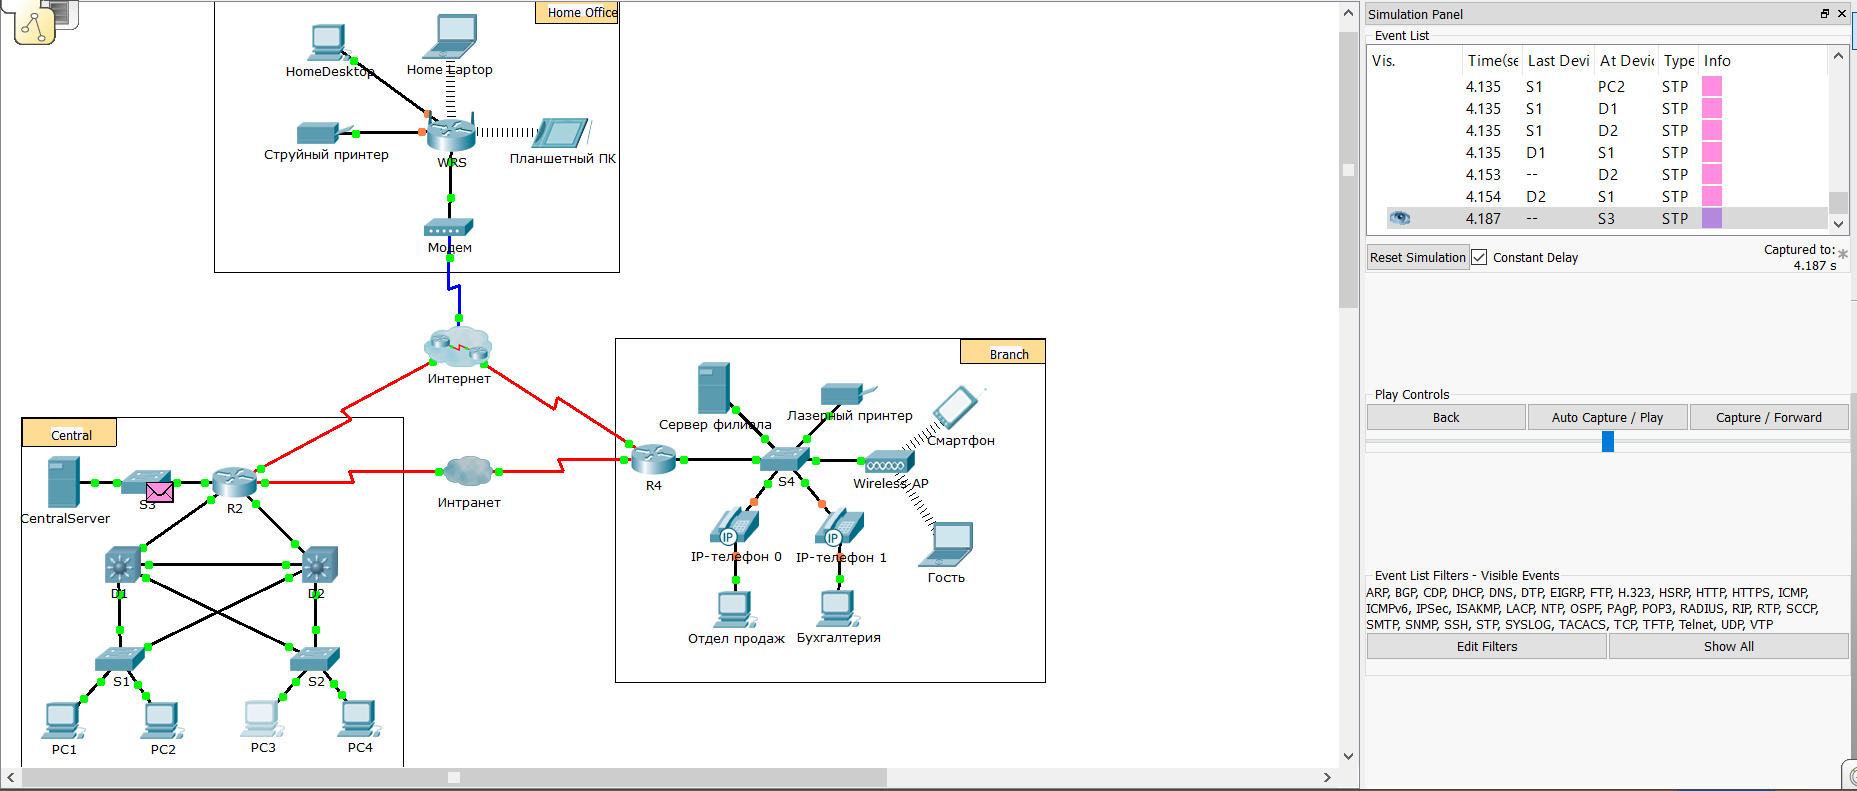 Home Office
HomeDesktop
Home Laptop
Струйный принтер
WRS
Планшетный ПК
Модем
Интернет
Branch
Сервер филиала
Лазерный принтер
Смартфон
R4
S4
Wireless AP
IP-телефон 0
IP-телефон 1
Гость
Отдел продаж
Бухгалтерия
Central
CentralServer
S3
R2
Интранет
D1
D2
S1
S2
PC1
PC2
PC3
PC4
Simulation Panel
Event List
Vis. Time(se Last Devi At Devic Type Info
4.135 S1 PC2 STP
4.135 S1 D1 STP
4.135 S1 D2 STP
4.135 D1 S1 STP
4.153 -- D2 STP
4.154 D2 S1 STP
4.187 -- S3 STP
Reset Simulation Constant Delay
Captured to: *
4.187 s
Play Controls
Back Auto Capture / Play Capture / Forward
Event List Filters - Visible Events
ARP, BGP, CDP, DHCP, DNS, DTP, EIGRP, FTP, H.323, HSRP, HTTP, HTTPS, ICMP,
ICMPv6, IPSec, ISAKMP, LACP, NTP, OSPF, PAgP, POP3, RADIUS, RIP, RTP, SCCP,
SMTP, SNMP, SSH, STP, SYSLOG, TACACS, TCP, TFTP, Telnet, UDP, VTP
Edit Filters Show All